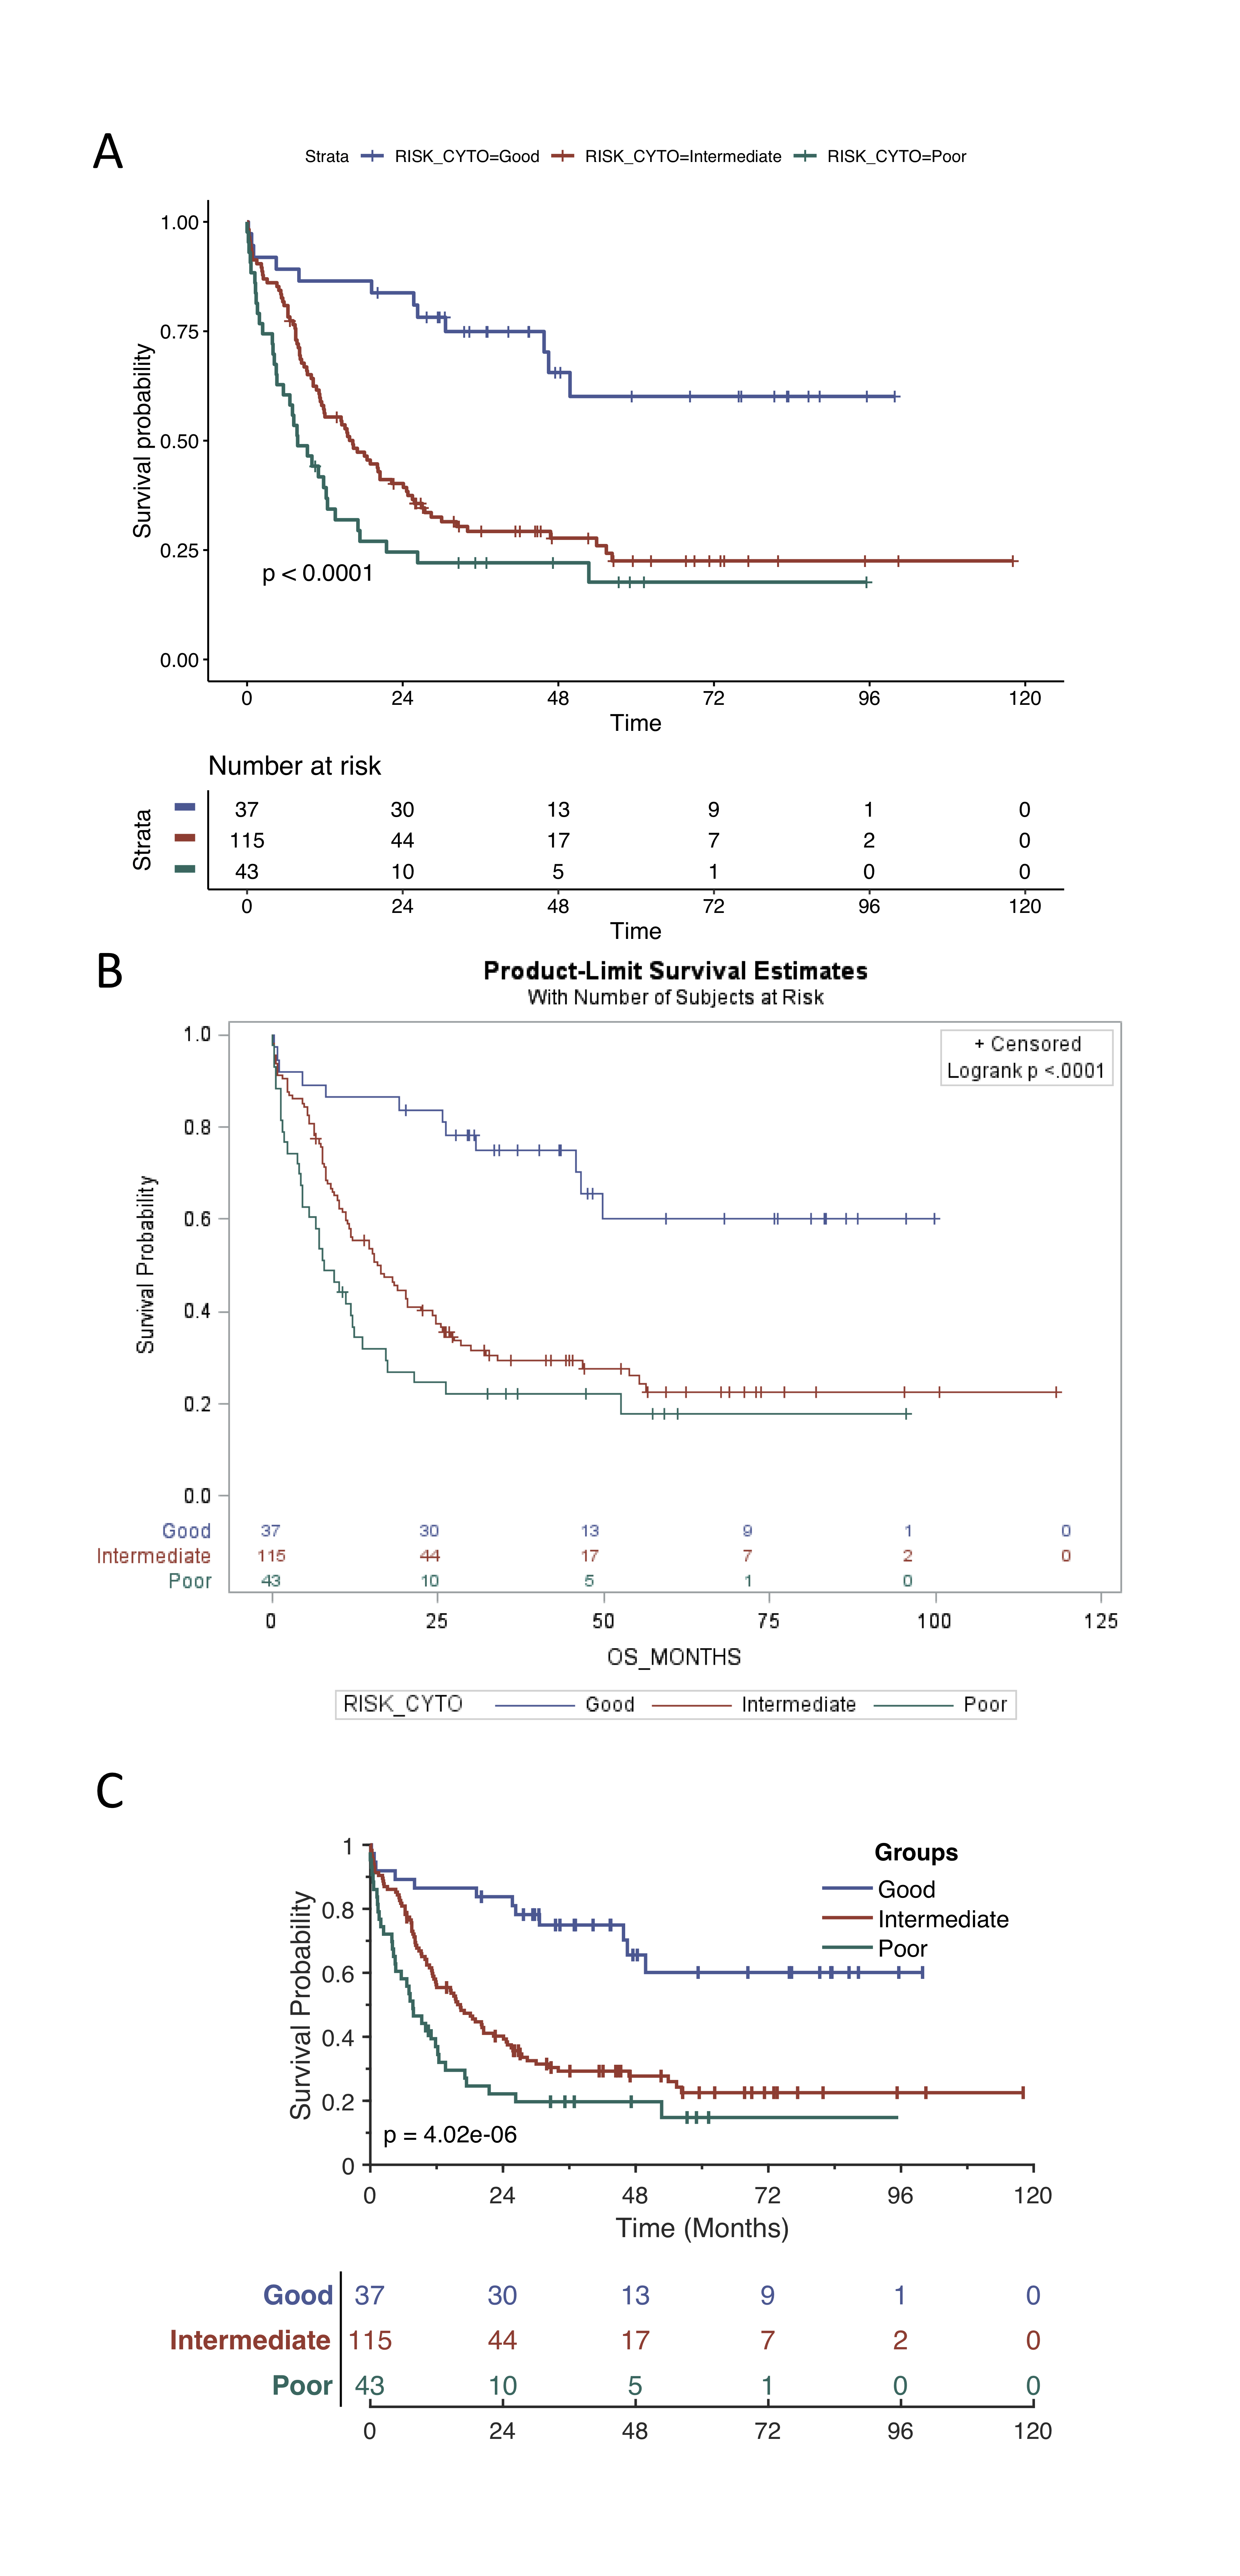 A
Strata RISK_CYTO=Good RISK_CYTO=Intermediate RISK_CYTO=Poor
1.00
0.75
0.50
0.25
0.00
Survival probability
p < 0.0001
0 24 48 72 96 120
Time
Number at risk
Strata
37 30 13 9 1 0
115 44 17 7 2 0
43 10 5 1 0 0
0 24 48 72 96 120
Time
B
Product-Limit Survival Estimates
With Number of Subjects at Risk
+ Censored
Logrank p <.0001
1.0
0.8
0.6
0.4
0.2
0.0
Survival Probability
Good 37 30 13 9 1 0
Intermediate 115 44 17 7 2 0
Poor 43 10 5 1 0
0 25 50 75 100 125
OS_MONTHS
RISK_CYTO Good Intermediate Poor
C
Groups
Good
Intermediate
Poor
1
0.8
0.6
0.4
0.2
0
Survival Probability
p = 4.02e-06
0 24 48 72 96 120
Time (Months)
Good 37 30 13 9 1 0
Intermediate 115 44 17 7 2 0
Poor 43 10 5 1 0 0
0 24 48 72 96 120